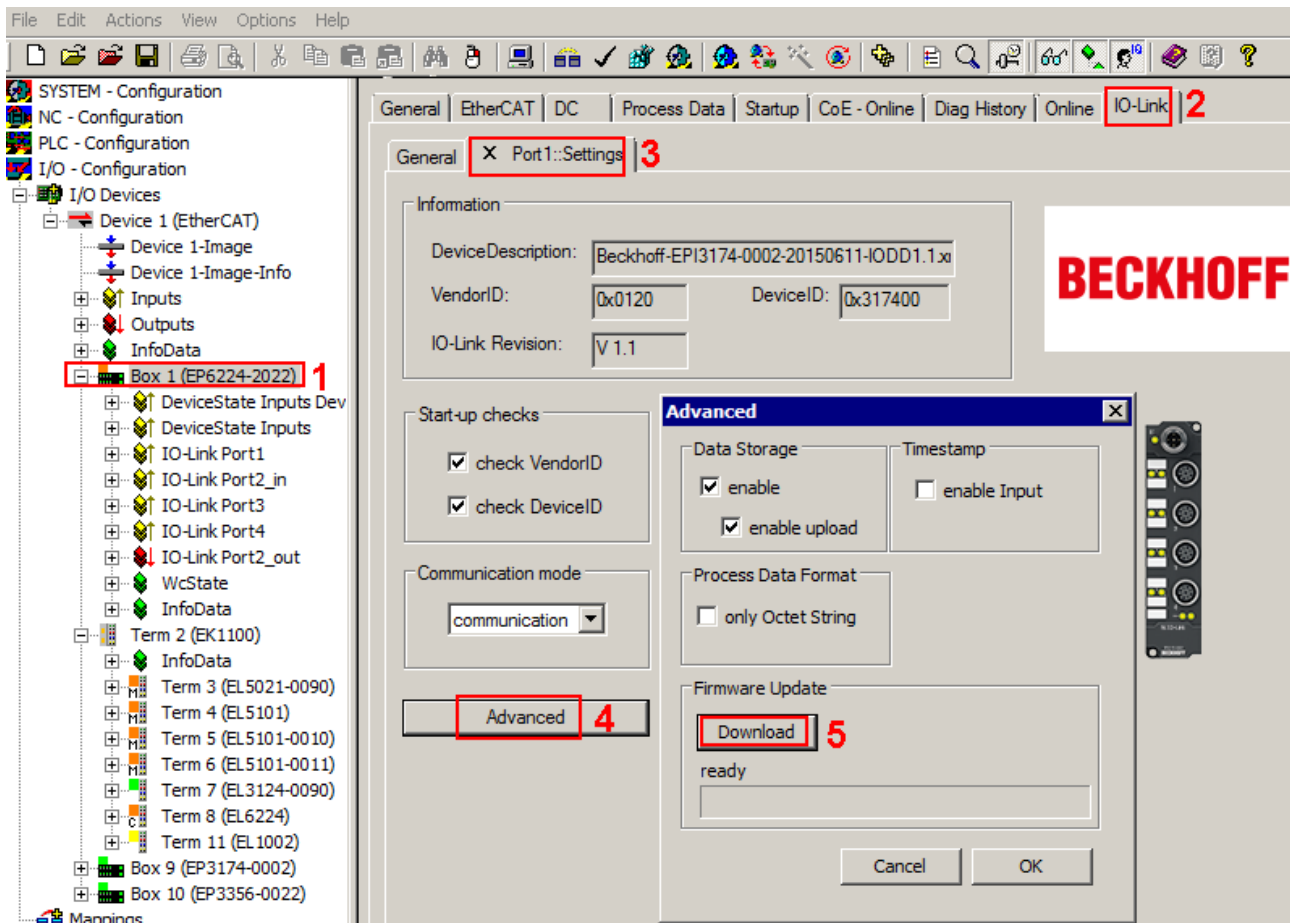 File Edit Actions View Options Help
SYSTEM - Configuration
NC - Configuration
PLC - Configuration
I/O - Configuration
I/O Devices
Device 1 (EtherCAT)
Device 1-Image
Device 1-Image-Info
Inputs
Outputs
InfoData
Box 1 (EP6224-2022) 1
DeviceState Inputs Dev
DeviceState Inputs
IO-Link Port1
IO-Link Port2_in
IO-Link Port3
IO-Link Port4
IO-Link Port2_out
WcState
InfoData
Term 2 (EK1100)
InfoData
Term 3 (EL5021-0090)
Term 4 (EL5101)
Term 5 (EL5101-0010)
Term 6 (EL5101-0011)
Term 7 (EL3124-0090)
Term 8 (EL6224)
Term 11 (EL1002)
Box 9 (EP3174-0002)
Box 10 (EP3356-0022)
Mappings
General EtherCAT DC Process Data Startup CoE - Online Diag History Online IO-Link 2
General X Port1::Settings 3
Information
DeviceDescription: Beckhoff-EPI3174-0002-20150611-IODD1.1.x
VendorID: 0x0120 DeviceID: 0x317400
IO-Link Revision: V 1.1
BECKHOFF
Start-up checks
check VendorID
check DeviceID
Communication mode
communication
Advanced 4
Advanced
Data Storage
enable
enable upload
Timestamp
enable Input
Process Data Format
only Octet String
Firmware Update
Download 5
ready
Cancel OK